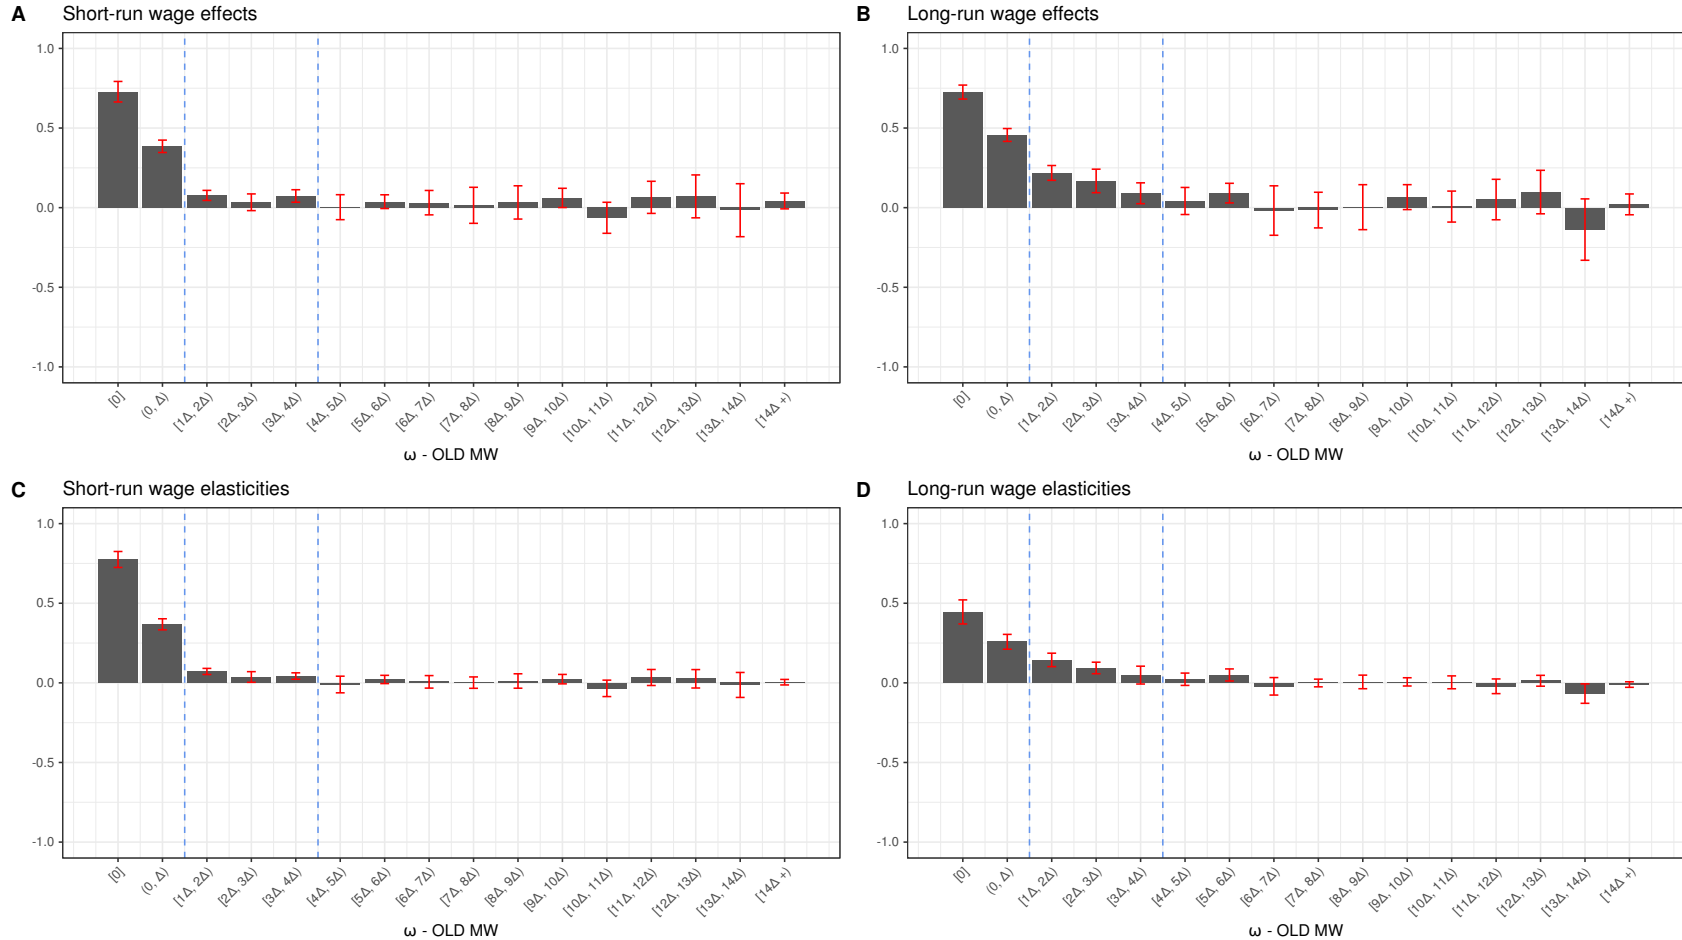 A Short-run wage effects
1.0
0.5
0.0
-0.5
-1.0
[0] (0, Δ) [1Δ, 2Δ) [2Δ, 3Δ) [3Δ, 4Δ) [4Δ, 5Δ) [5Δ, 6Δ) [6Δ, 7Δ) [7Δ, 8Δ) [8Δ, 9Δ) [9Δ, 10Δ) [10Δ, 11Δ) [11Δ, 12Δ) [12Δ, 13Δ) [13Δ, 14Δ) [14Δ +)
ω - OLD MW
B Long-run wage effects
1.0
0.5
0.0
-0.5
-1.0
[0] (0, Δ) [1Δ, 2Δ) [2Δ, 3Δ) [3Δ, 4Δ) [4Δ, 5Δ) [5Δ, 6Δ) [6Δ, 7Δ) [7Δ, 8Δ) [8Δ, 9Δ) [9Δ, 10Δ) [10Δ, 11Δ) [11Δ, 12Δ) [12Δ, 13Δ) [13Δ, 14Δ) [14Δ +)
ω - OLD MW
C Short-run wage elasticities
1.0
0.5
0.0
-0.5
-1.0
[0] (0, Δ) [1Δ, 2Δ) [2Δ, 3Δ) [3Δ, 4Δ) [4Δ, 5Δ) [5Δ, 6Δ) [6Δ, 7Δ) [7Δ, 8Δ) [8Δ, 9Δ) [9Δ, 10Δ) [10Δ, 11Δ) [11Δ, 12Δ) [12Δ, 13Δ) [13Δ, 14Δ) [14Δ +)
ω - OLD MW
D Long-run wage elasticities
1.0
0.5
0.0
-0.5
-1.0
[0] (0, Δ) [1Δ, 2Δ) [2Δ, 3Δ) [3Δ, 4Δ) [4Δ, 5Δ) [5Δ, 6Δ) [6Δ, 7Δ) [7Δ, 8Δ) [8Δ, 9Δ) [9Δ, 10Δ) [10Δ, 11Δ) [11Δ, 12Δ) [12Δ, 13Δ) [13Δ, 14Δ) [14Δ +)
ω - OLD MW